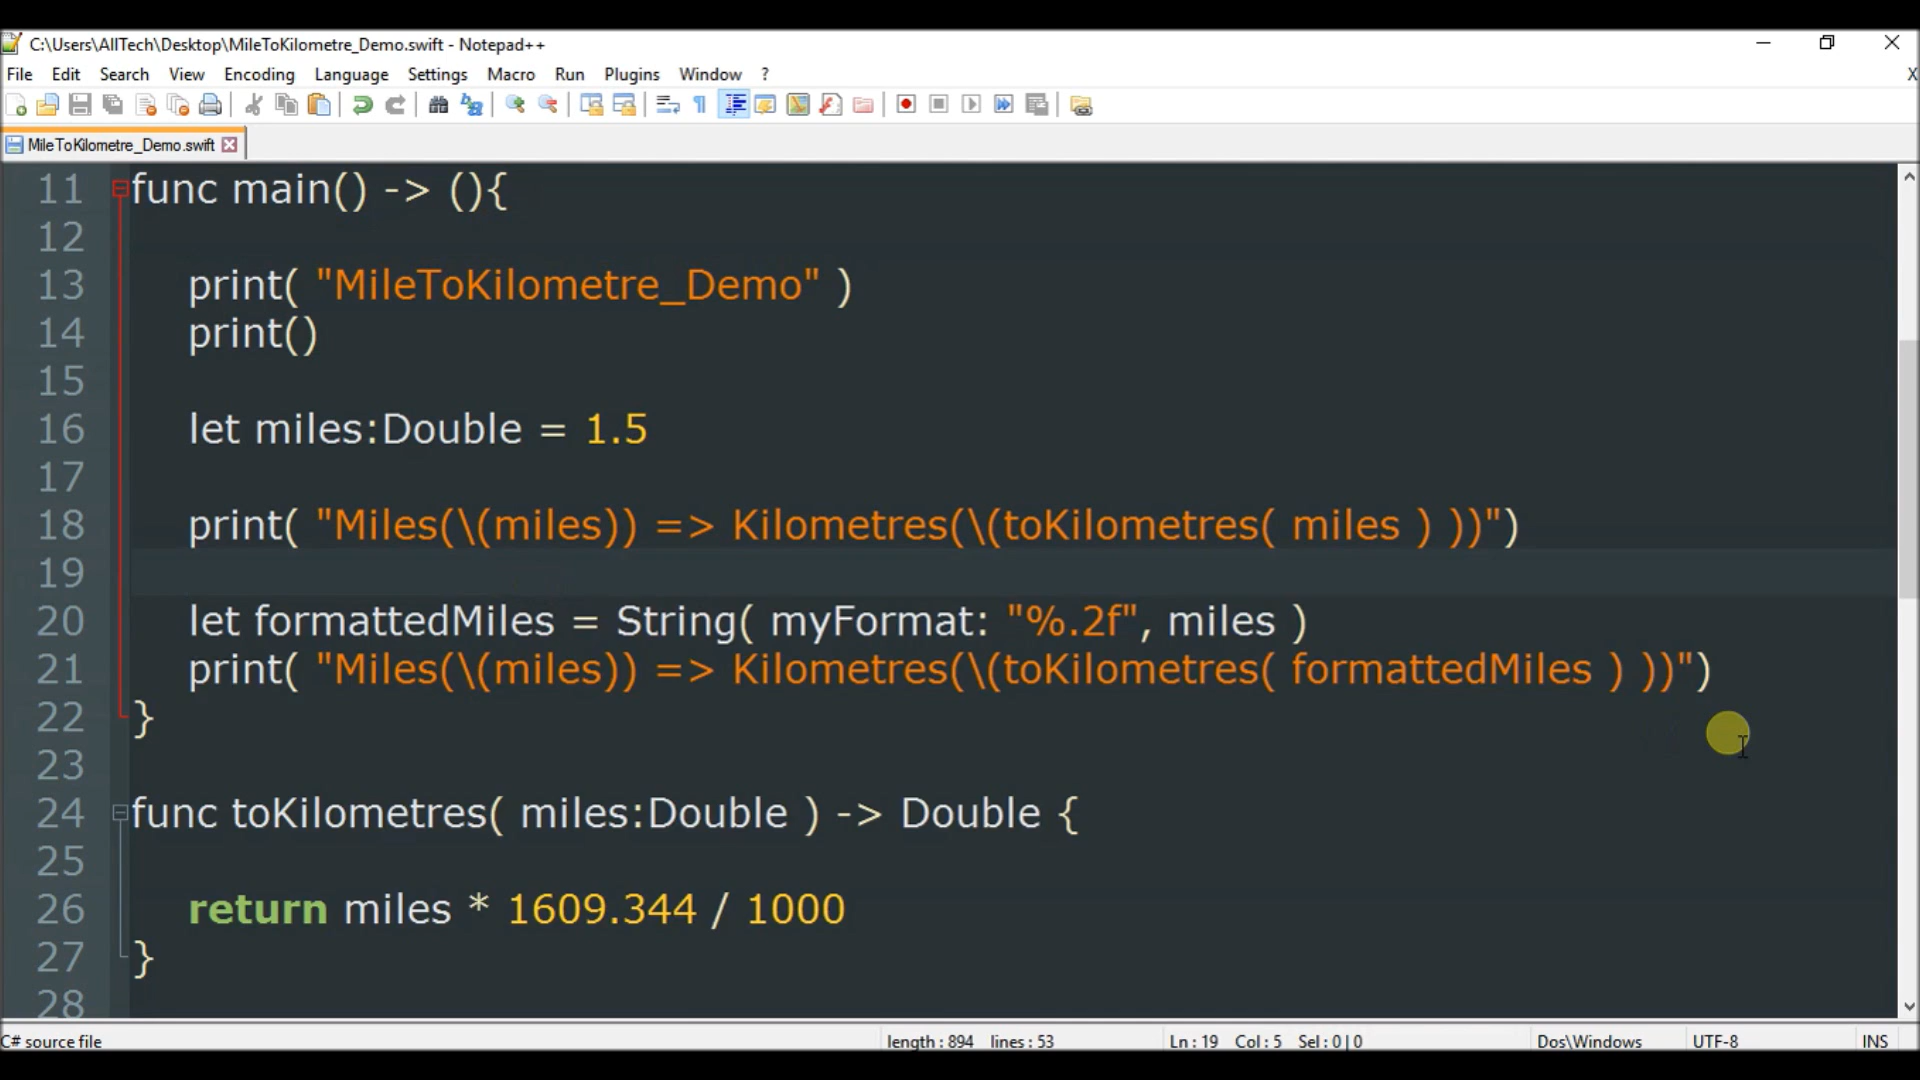 C:\Users\AllTech\Desktop\MileToKilometre_Demo.swift - Notepad++
File Edit Search View Encoding Language Settings Macro Run Plugins Window ? X
MileToKilometre_Demo.swift
11 func main() -> (){
12
13 print( "MileToKilometre_Demo" )
14 print()
15
16 let miles:Double = 1.5
17
18 print( "Miles(\(miles)) => Kilometres(\(toKilometres( miles ) ))")
19
20 let formattedMiles = String( myFormat: "%.2f", miles )
21 print( "Miles(\(miles)) => Kilometres(\(toKilometres( formattedMiles ) ))")
22 }
23
24 func toKilometres( miles:Double ) -> Double {
25
26 return miles * 1609.344 / 1000
27 }
28
C# source file length : 894 lines : 53 Ln : 19 Col : 5 Sel : 0 | 0 Dos\Windows UTF-8 INS